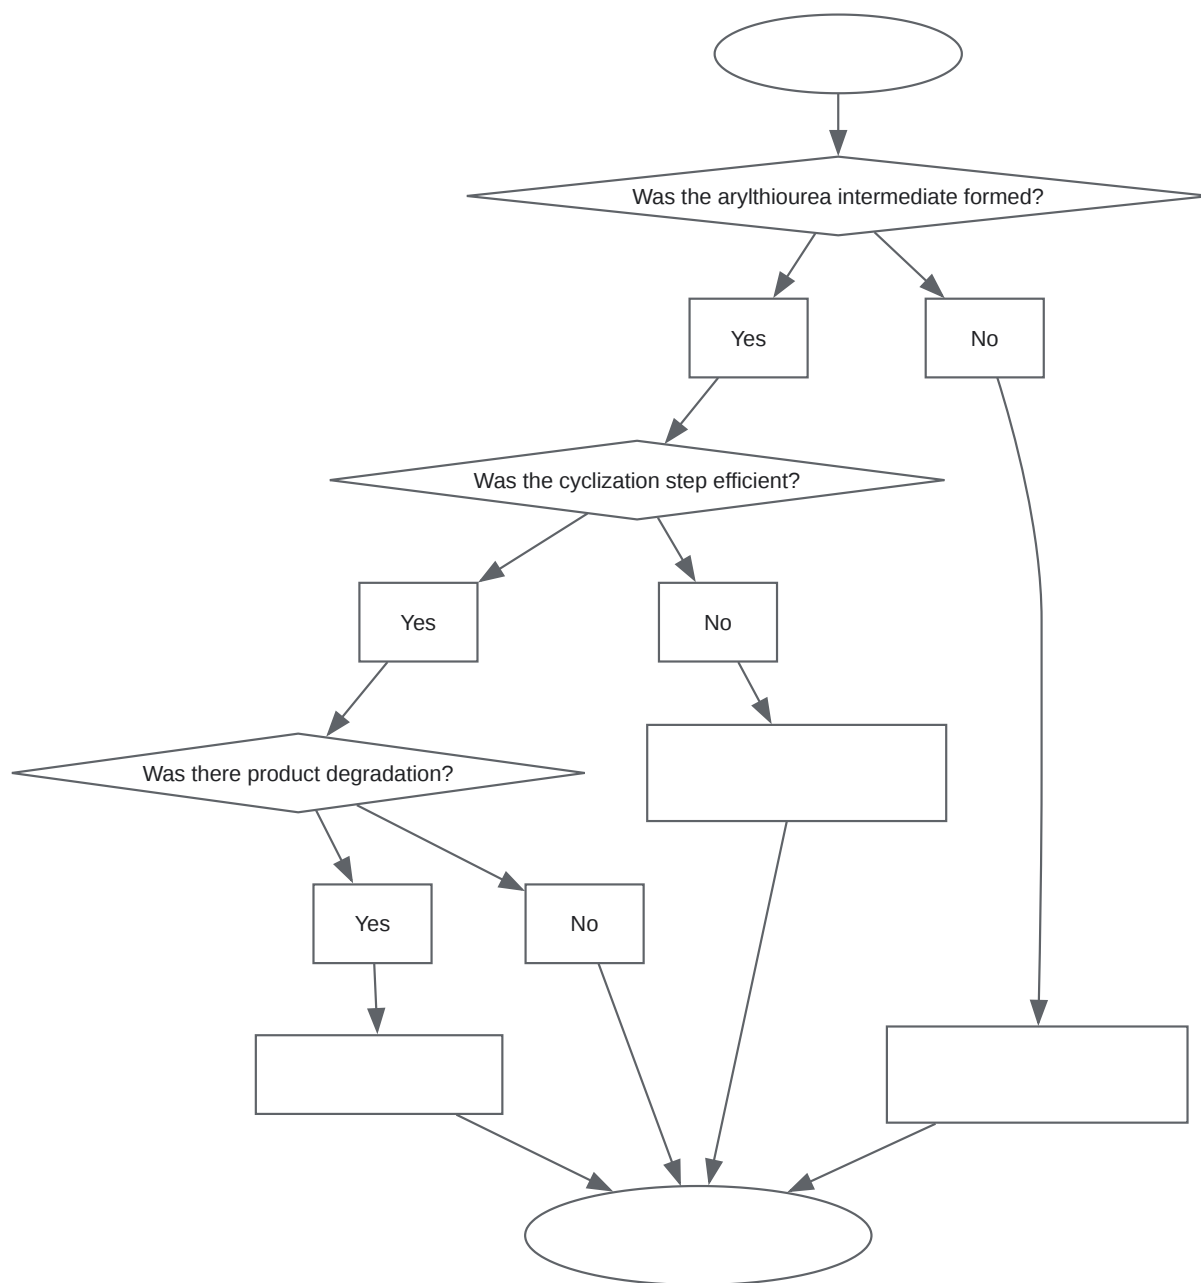 Was the arylthiourea intermediate formed?
Yes
No
Was the cyclization step efficient?
Yes
No
Was there product degradation?
Yes
No